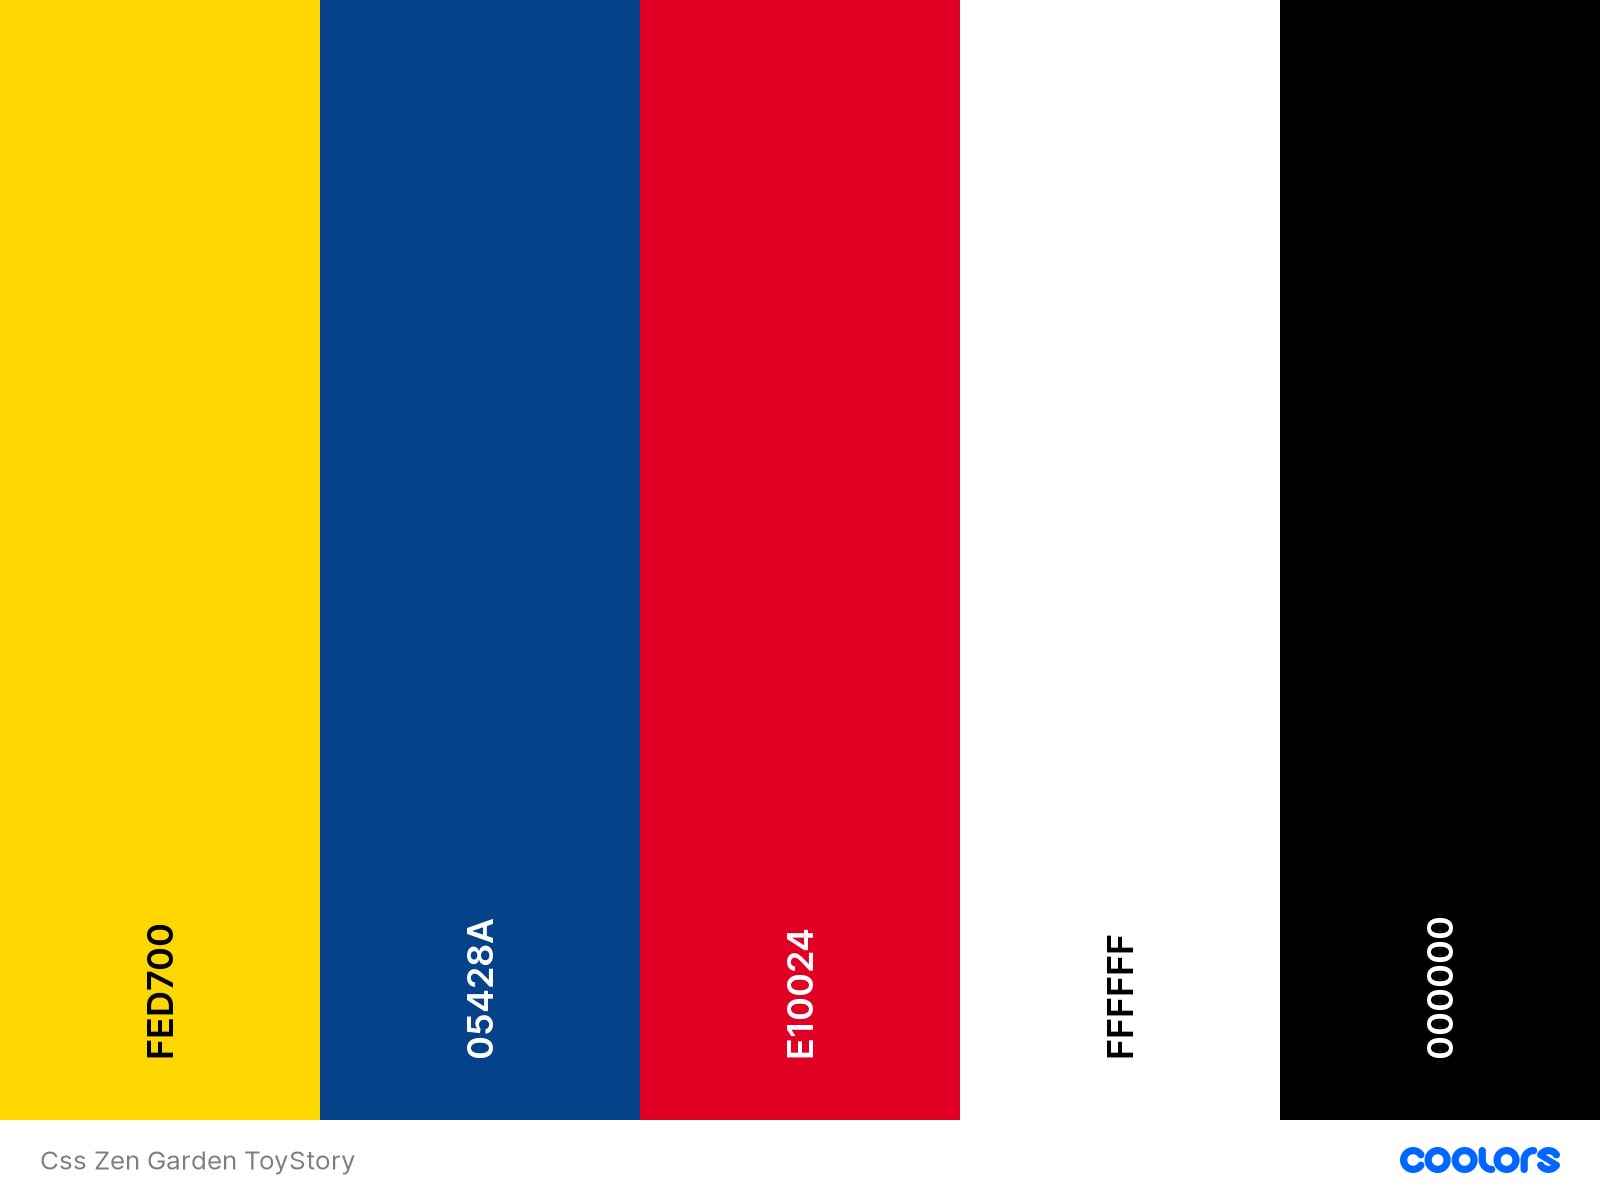 FED700
05428A
E10024
FFFFFF
000000
Css Zen Garden ToyStory
coolors